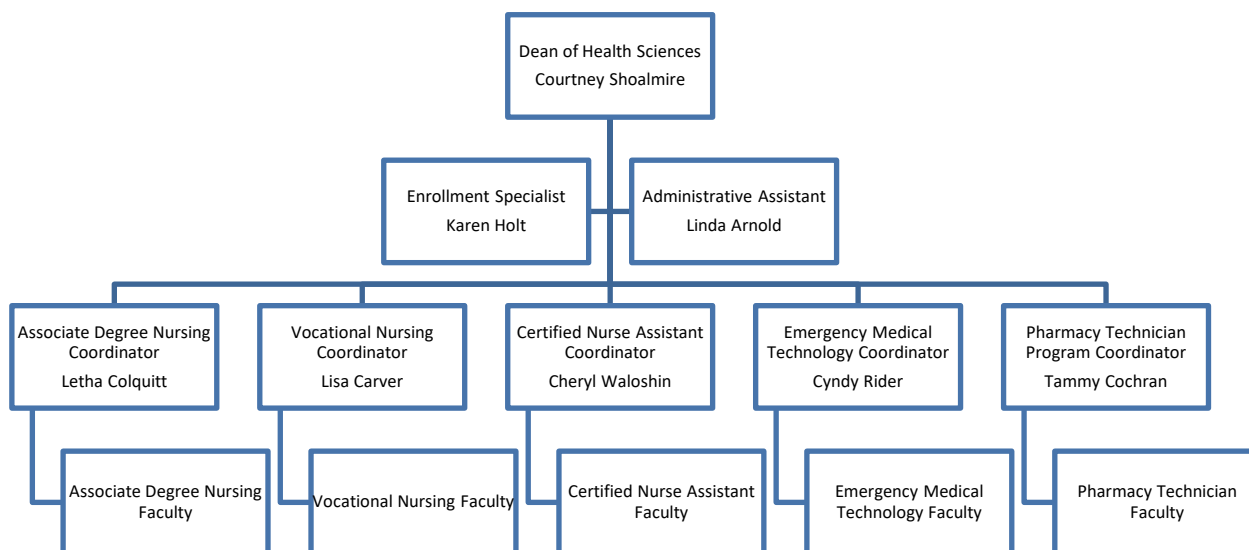 Dean of Health Sciences
Courtney Shoalmire
Enrollment Specialist
Karen Holt
Administrative Assistant
Linda Arnold
Associate Degree Nursing
Coordinator
Letha Colquitt
Vocational Nursing
Coordinator
Lisa Carver
Certified Nurse Assistant
Coordinator
Cheryl Waloshin
Emergency Medical
Technology Coordinator
Cyndy Rider
Pharmacy Technician
Program Coordinator
Tammy Cochran
Associate Degree Nursing
Faculty
Vocational Nursing Faculty
Certified Nurse Assistant
Faculty
Emergency Medical
Technology Faculty
Pharmacy Technician
Faculty